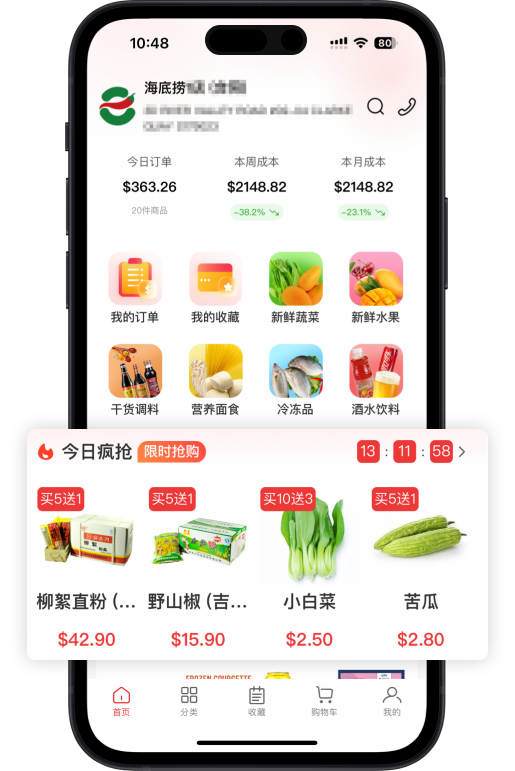 10:48
80
海底捞
今日订单 本周成本 本月成本
$363.26 $2148.82 $2148.82
20件商品 -38.2% -23.1%
我的订单 我的收藏 新鲜蔬菜 新鲜水果
干货调料 营养面食 冷冻品 酒水饮料
今日疯抢 限时抢购 13 : 11 : 58
买5送1 买5送1 买10送3 买5送1
柳絮直粉 (... 野山椒 (吉... 小白菜 苦瓜
$42.90 $15.90 $2.50 $2.80
FROZEN COURGETTE
首页 分类 收藏 购物车 我的